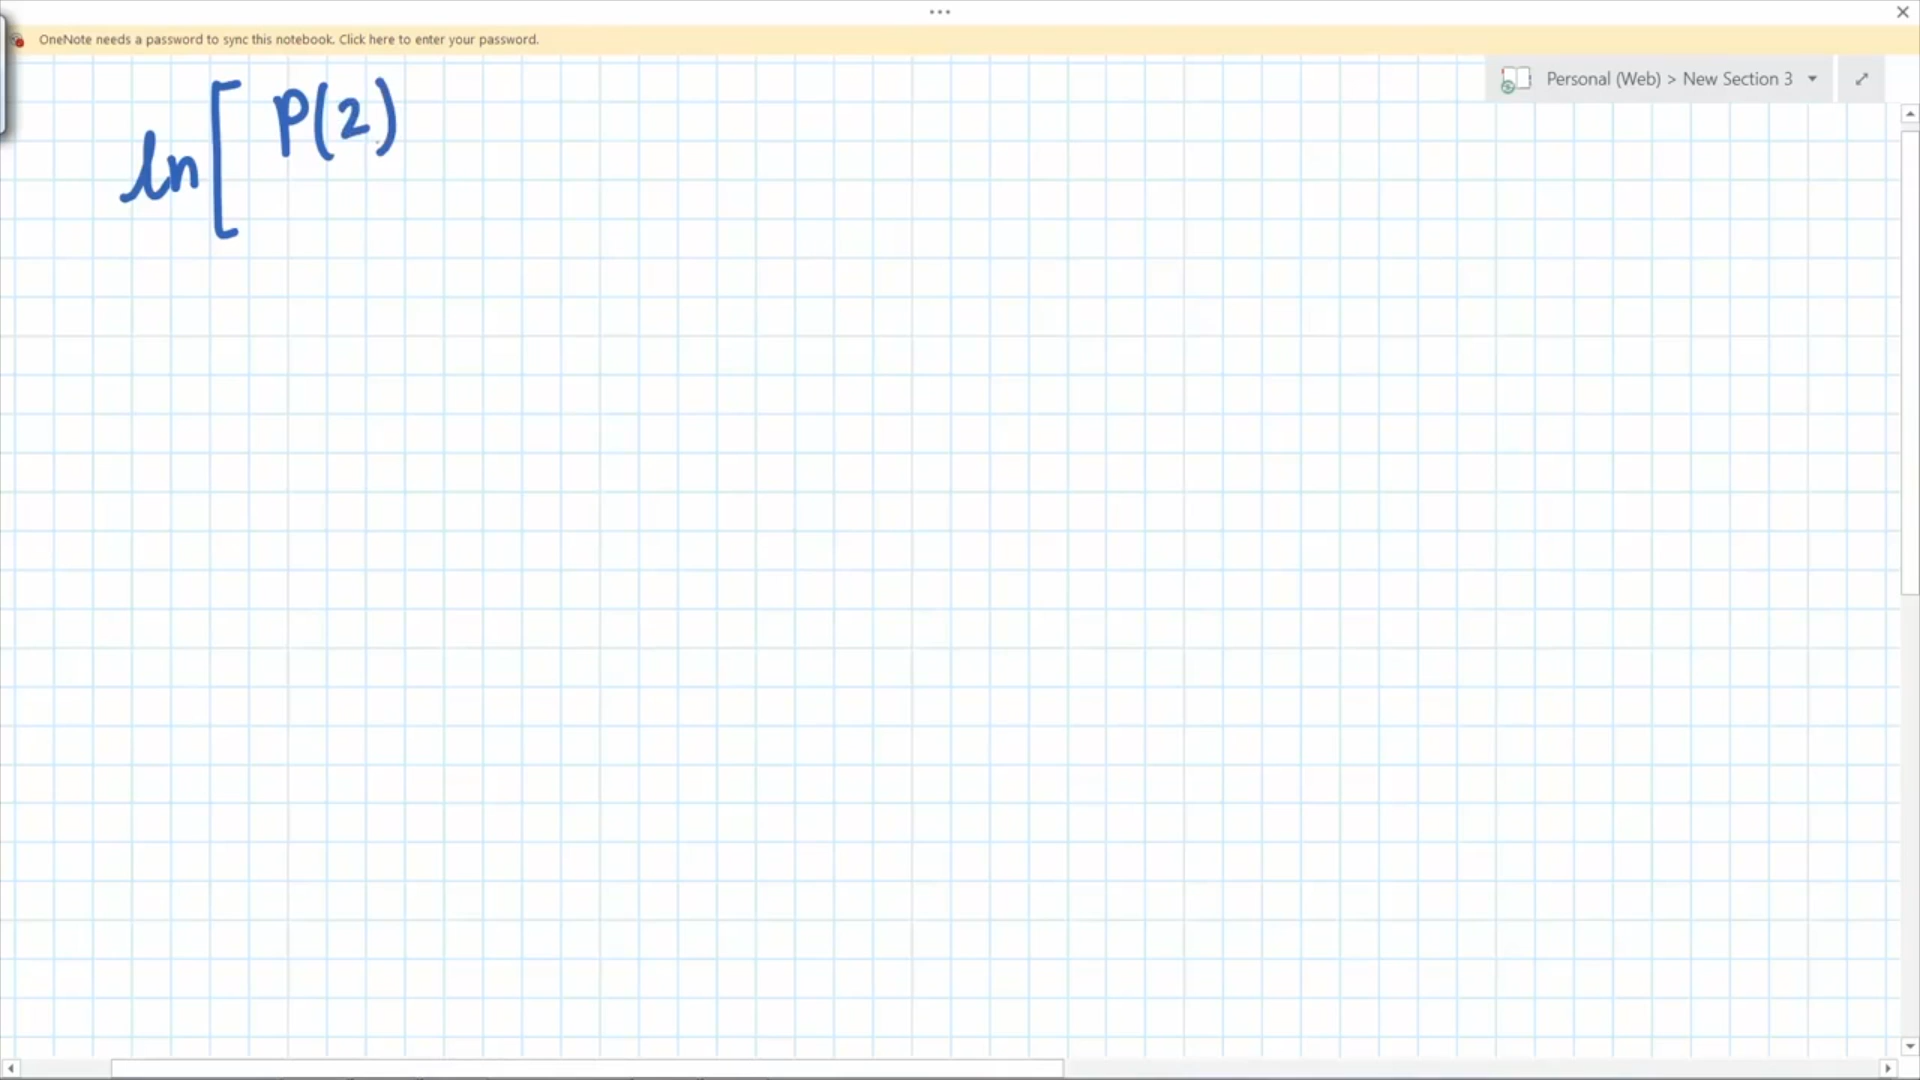 OneNote needs a password to sync this notebook. Click here to enter your password.
Personal (Web) > New Section 3
ln [ P(2)